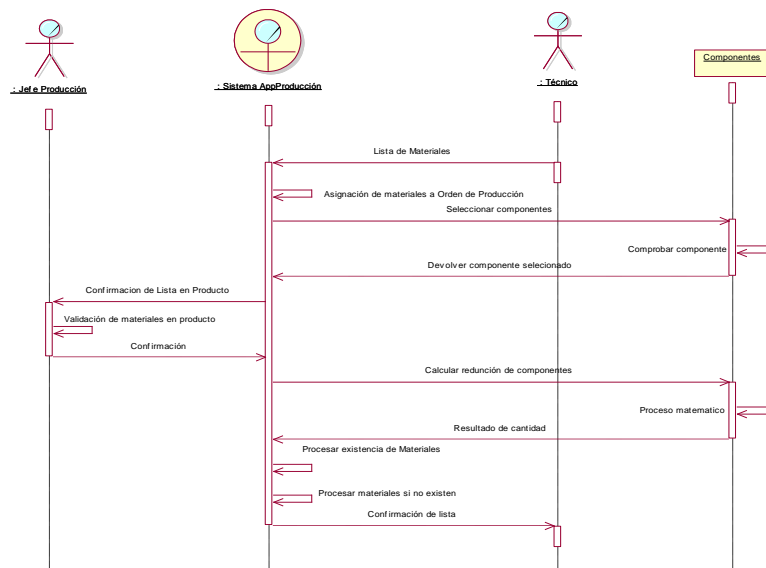 : Jefe Producción
: Sistema AppProducción
: Técnico
Componentes
Lista de Materiales
Asignación de materiales a Orden de Producción
Seleccionar componentes
Comprobar componente
Devolver componente selecionado
Confirmacion de Lista en Producto
Validación de materiales en producto
Confirmación
Calcular redunción de componentes
Proceso matematico
Resultado de cantidad
Procesar existencia de Materiales
Procesar materiales si no existen
Confirmación de lista